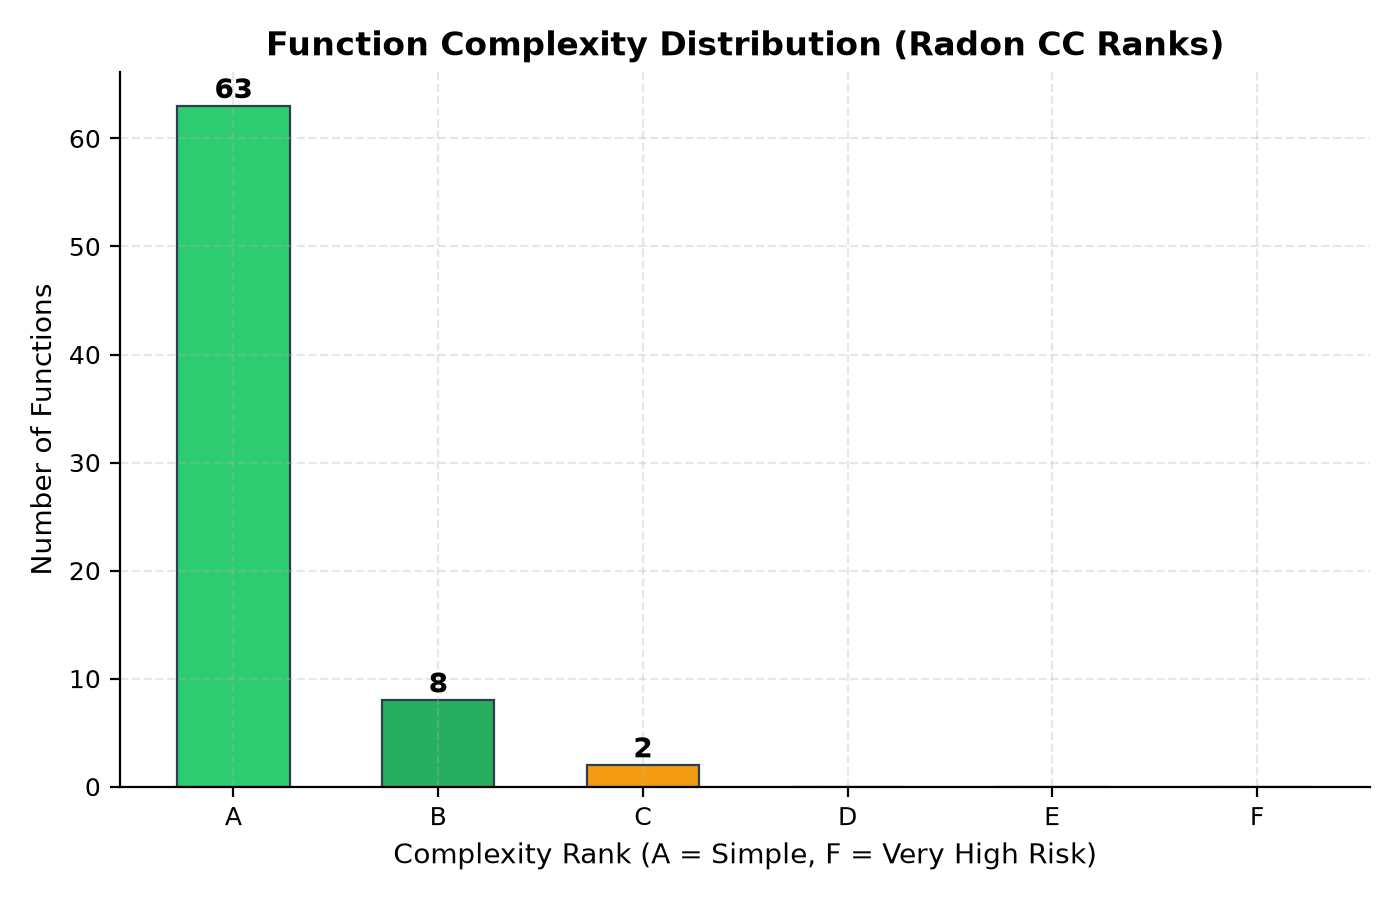 Function Complexity Distribution (Radon CC Ranks)
63
8
2
60
50
40
30
20
10
0
Number of Functions
A
B
C
D
E
F
Complexity Rank (A = Simple, F = Very High Risk)